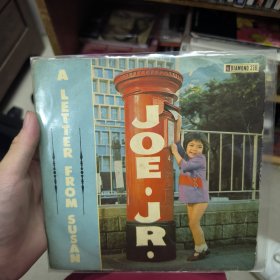 A LETTER FROM SUSAN
JOE·JR·
DIAMOND